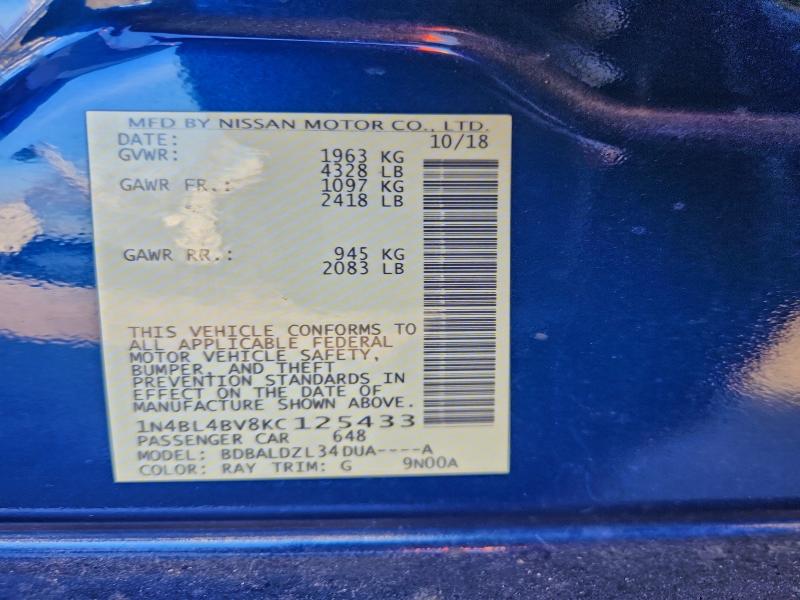 MFD BY NISSAN MOTOR CO., LTD.
DATE: 10/18
GVWR: 1963 KG
4328 LB
GAWR FR.: 1097 KG
2418 LB
GAWR RR.: 945 KG
2083 LB
THIS VEHICLE CONFORMS TO
ALL APPLICABLE FEDERAL
MOTOR VEHICLE SAFETY,
BUMPER, AND THEFT
PREVENTION STANDARDS IN
EFFECT ON THE DATE OF
MANUFACTURE SHOWN ABOVE.
1N4BL4BV8KC125433
PASSENGER CAR 648
MODEL: BDBALDZL34DUA----A
COLOR: RAY TRIM: G 9N00A